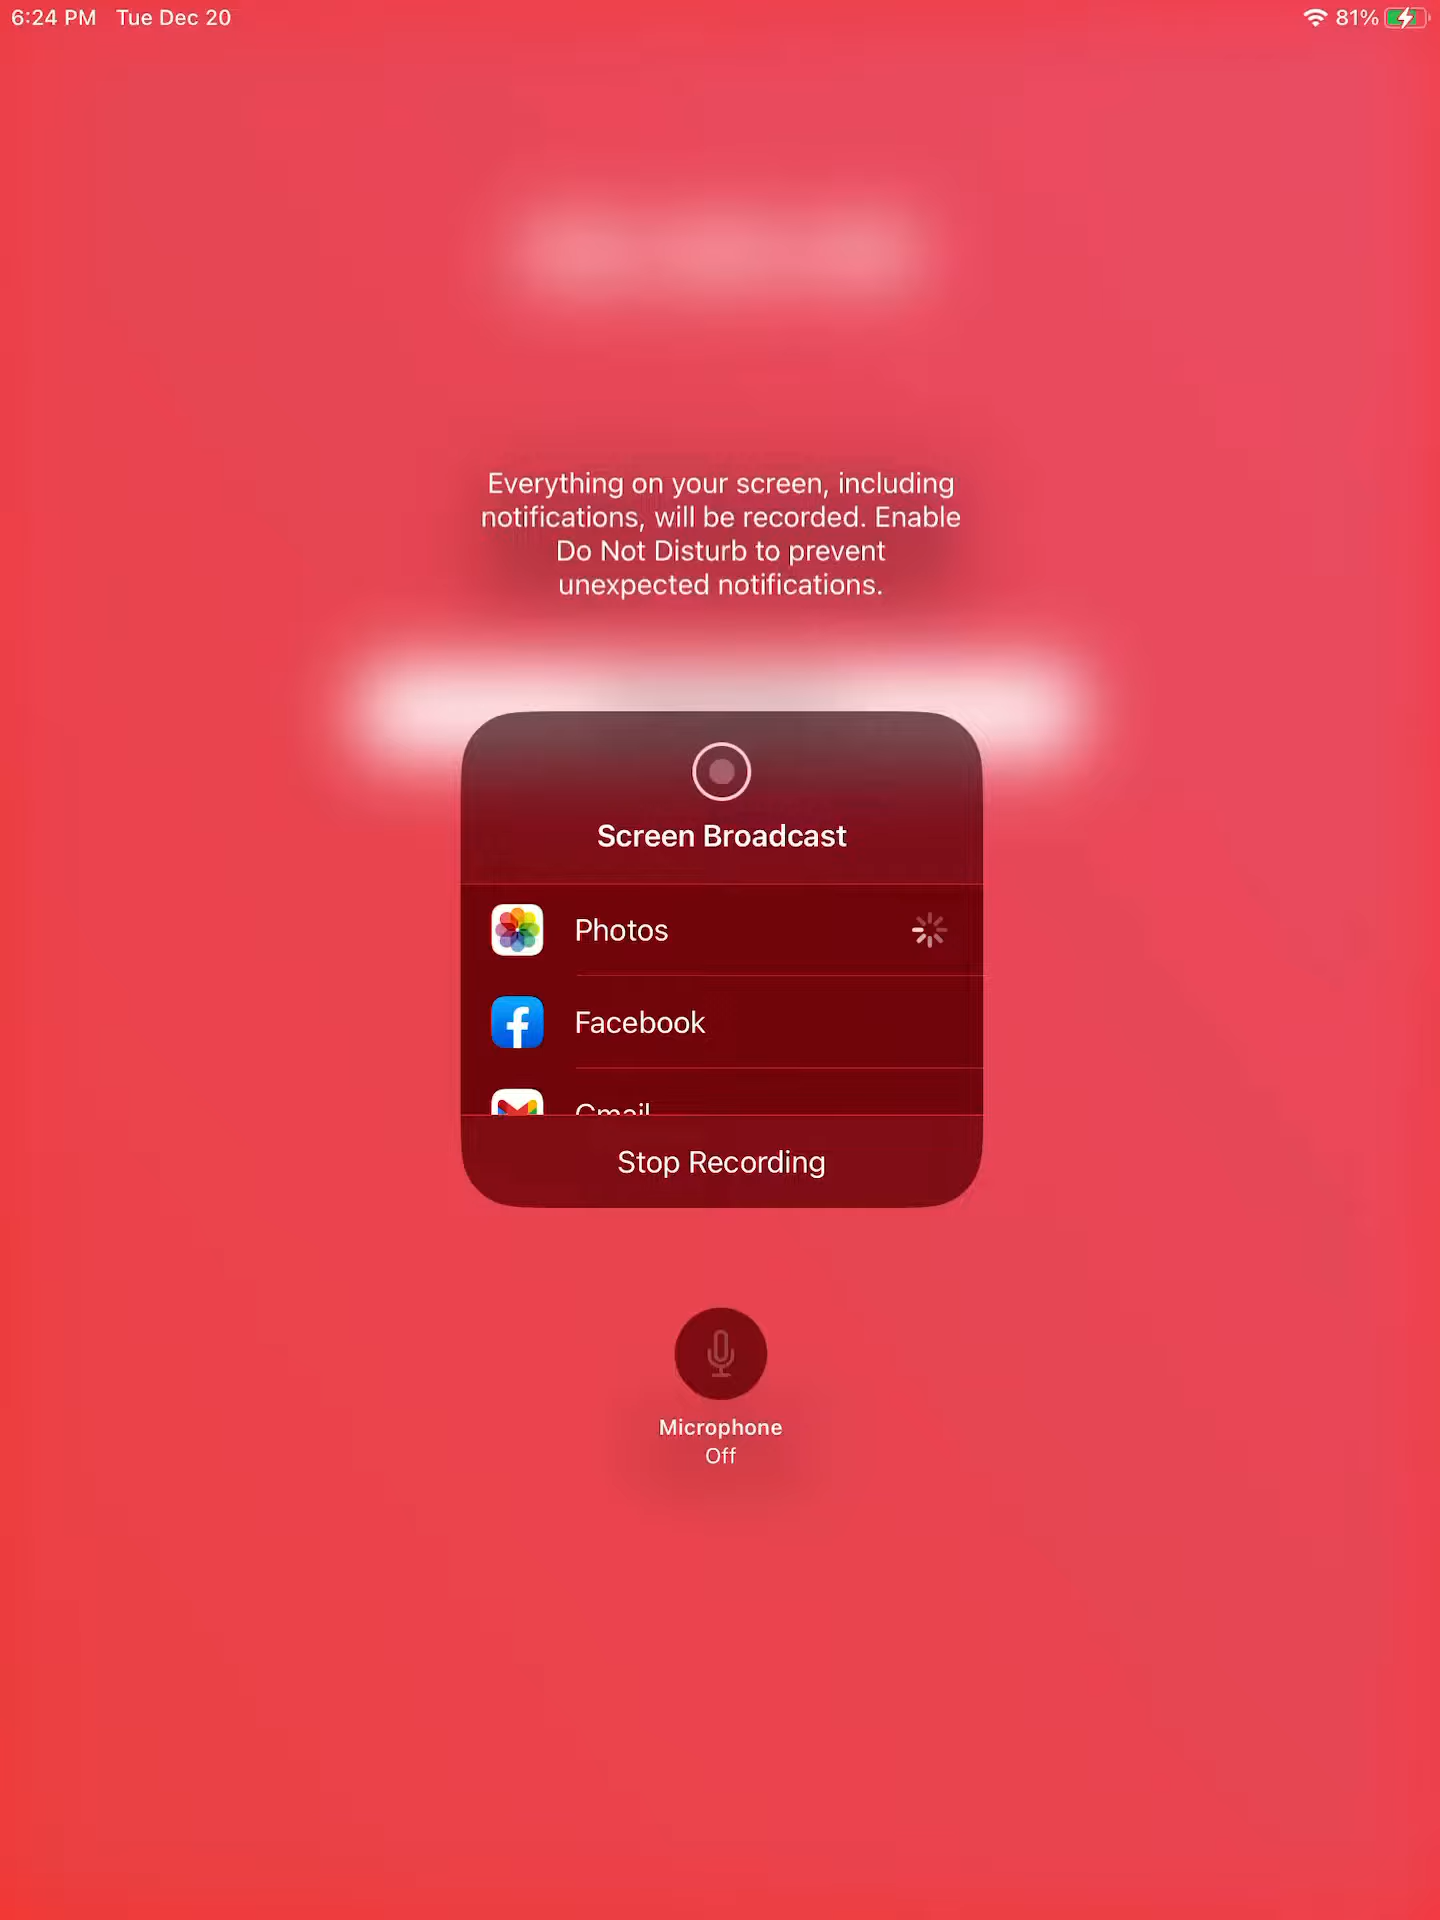 6:24 PM Tue Dec 20
81%
Everything on your screen, including
notifications, will be recorded. Enable
Do Not Disturb to prevent
unexpected notifications.
Screen Broadcast
Photos
Facebook
Gmail
Stop Recording
Microphone
Off